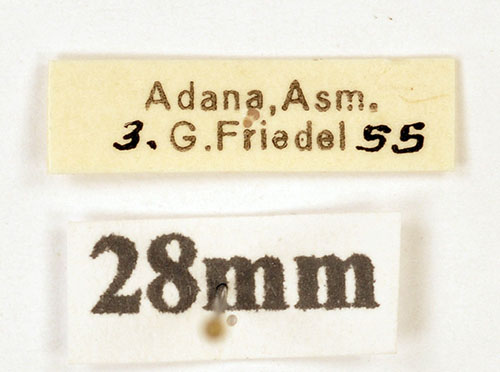 Adana, Asm.
3. G. Friedel 55
28mm